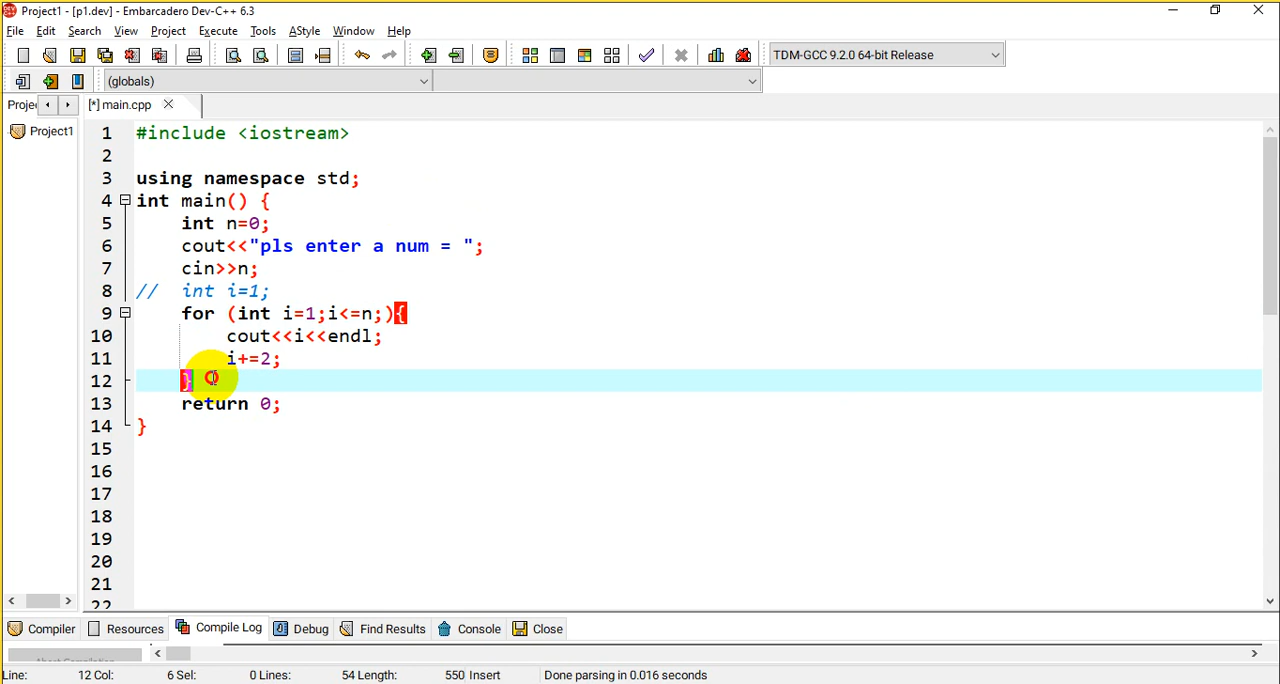 Project1 - [p1.dev] - Embarcadero Dev-C++ 6.3
File Edit Search View Project Execute Tools AStyle Window Help
TDM-GCC 9.2.0 64-bit Release
(globals)
Proje [*] main.cpp
Project1
1 #include <iostream>
2
3 using namespace std;
4 int main() {
5 int n=0;
6 cout<<"pls enter a num = ";
7 cin>>n;
8 // int i=1;
9 for (int i=1;i<=n;){
10 cout<<i<<endl;
11 i+=2;
12 }
13 return 0;
14 }
15
16
17
18
19
20
21
22
Compiler Resources Compile Log Debug Find Results Console Close
Line: 12 Col: 6 Sel: 0 Lines: 54 Length: 550 Insert Done parsing in 0.016 seconds